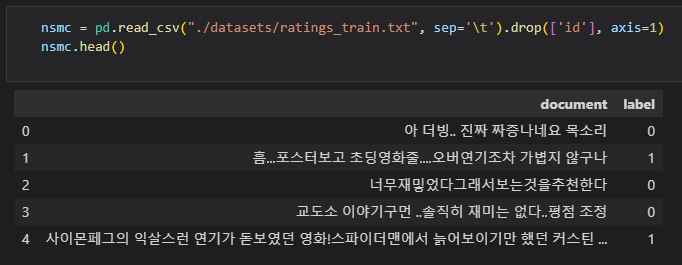 nsmc = pd.read_csv("./datasets/ratings_train.txt", sep='\t').drop(['id'], axis=1)
nsmc.head()
document label
0 아 더빙.. 진짜 짜증나네요 목소리 0
1 흠...포스터보고 초딩영화줄....오버연기조차 가볍지 않구나 1
2 너무재밓었다그래서보는것을추천한다 0
3 교도소 이야기구먼 ..솔직히 재미는 없다..평점 조정 0
4 사이몬페그의 익살스런 연기가 돋보였던 영화!스파이더맨에서 늙어보이기만 했던 커스틴 ... 1